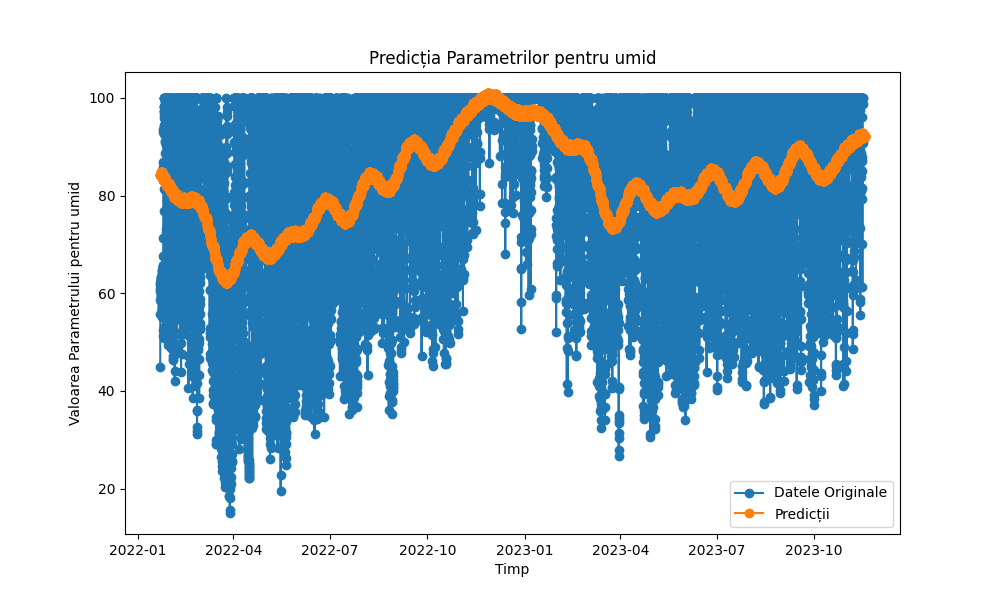 Predicția Parametrilor pentru umid
Valoarea Parametrului pentru umid
100
80
60
40
20
2022-01 2022-04 2022-07 2022-10 2023-01 2023-04 2023-07 2023-10
Timp
Datele Originale
Predicții